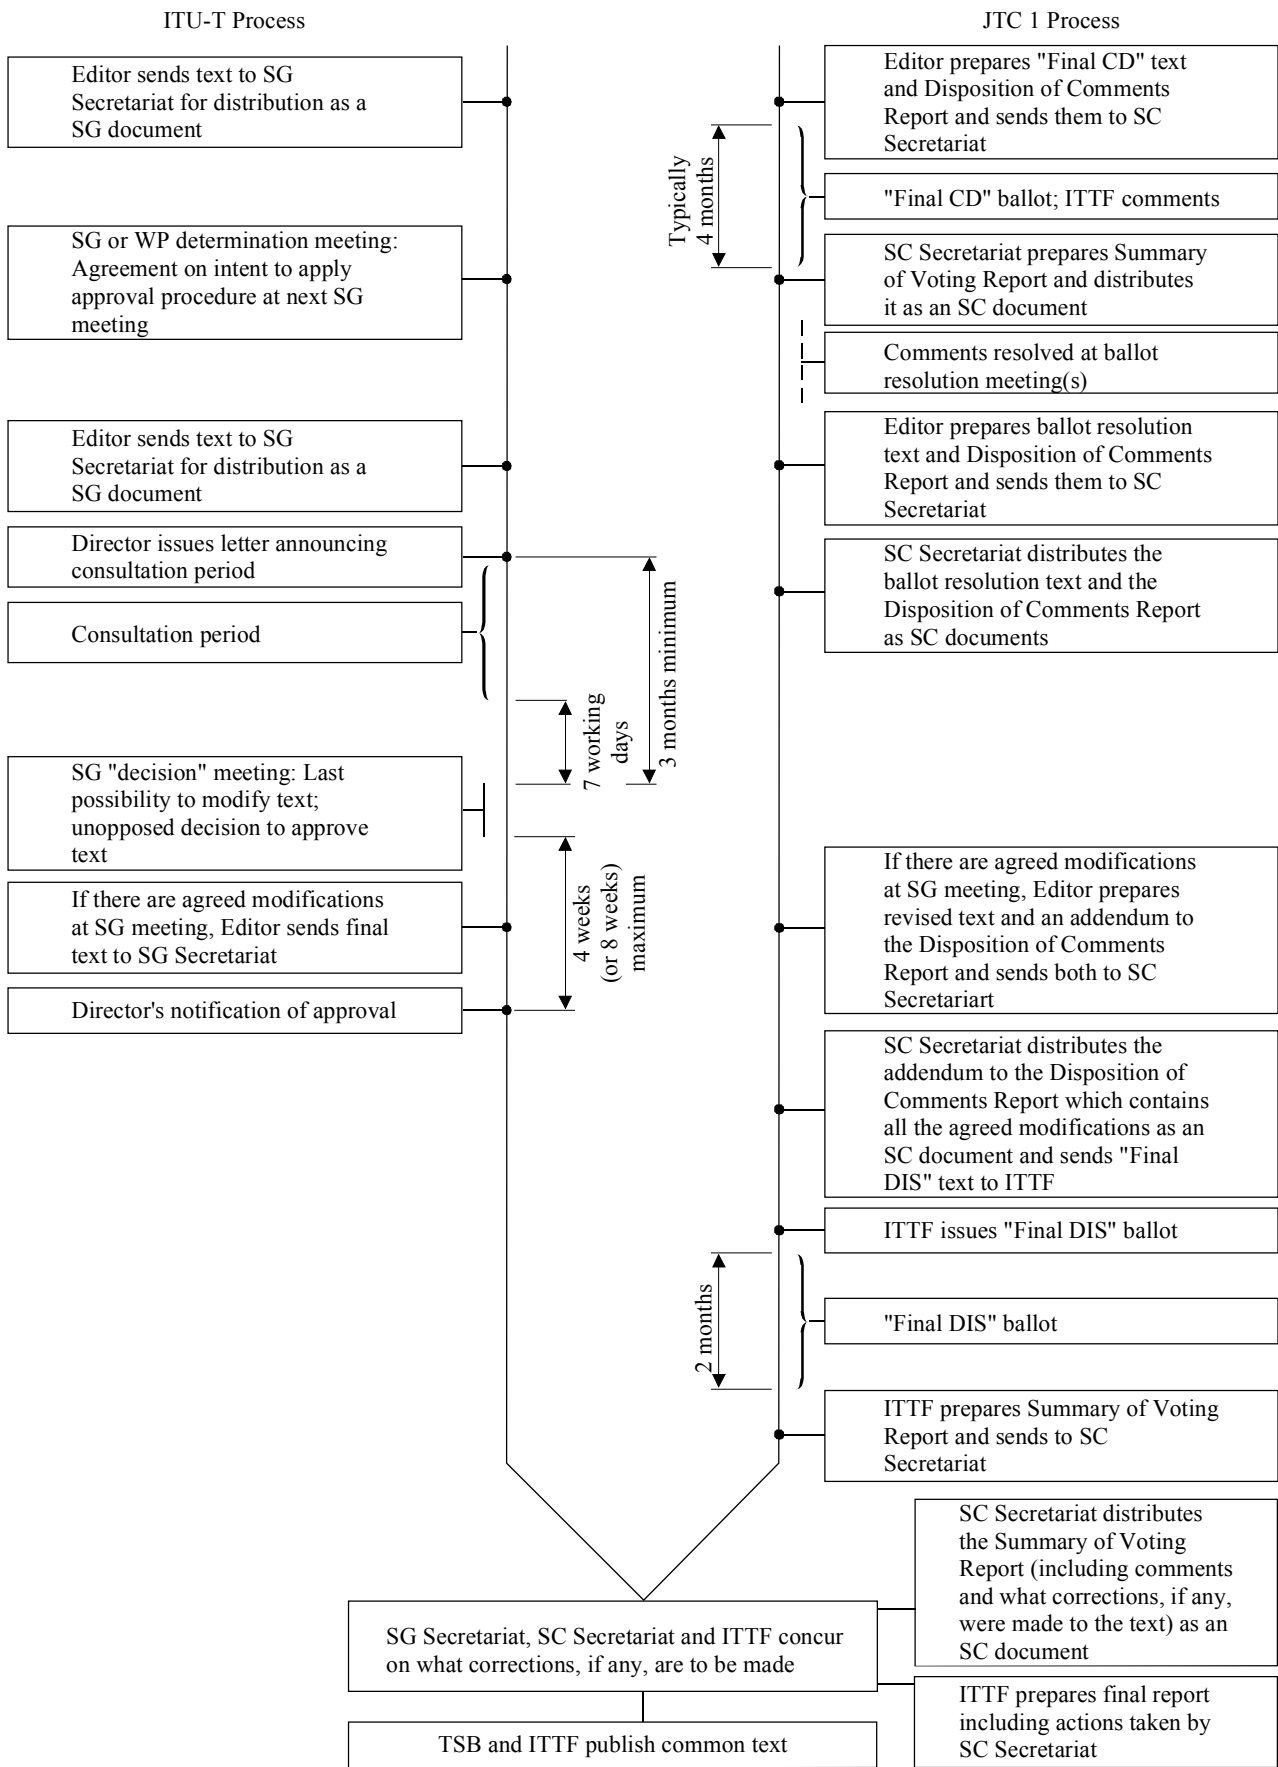 ITU-T Process
JTC 1 Process
Editor sends text to SG
Secretariat for distribution as a
SG document
Editor prepares "Final CD" text
and Disposition of Comments
Report and sends them to SC
Secretariat
Typically
4 months
"Final CD" ballot; ITTF comments
SG or WP determination meeting:
Agreement on intent to apply
approval procedure at next SG
meeting
SC Secretariat prepares Summary
of Voting Report and distributes
it as an SC document
Comments resolved at ballot
resolution meeting(s)
Editor sends text to SG
Secretariat for distribution as a
SG document
Editor prepares ballot resolution
text and Disposition of Comments
Report and sends them to SC
Secretariat
Director issues letter announcing
consultation period
SC Secretariat distributes the
ballot resolution text and the
Disposition of Comments Report
as SC documents
Consultation period
7 working
days
3 months minimum
SG "decision" meeting: Last
possibility to modify text;
unopposed decision to approve
text
4 weeks
(or 8 weeks)
maximum
If there are agreed modifications
at SG meeting, Editor sends final
text to SG Secretariat
If there are agreed modifications
at SG meeting, Editor prepares
revised text and an addendum to
the Disposition of Comments
Report and sends both to SC
Secretariart
Director's notification of approval
SC Secretariat distributes the
addendum to the Disposition of
Comments Report which contains
all the agreed modifications as an
SC document and sends "Final
DIS" text to ITTF
ITTF issues "Final DIS" ballot
2 months
"Final DIS" ballot
ITTF prepares Summary of Voting
Report and sends to SC
Secretariat
SC Secretariat distributes
the Summary of Voting
Report (including comments
and what corrections, if any,
were made to the text) as an
SC document
SG Secretariat, SC Secretariat and ITTF concur
on what corrections, if any, are to be made
ITTF prepares final report
including actions taken by
SC Secretariat
TSB and ITTF publish common text